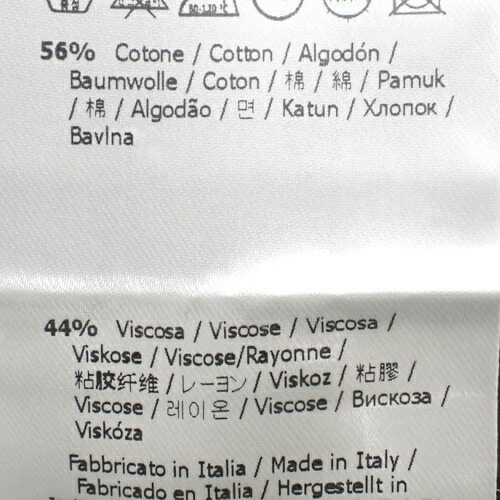 56% Cotone / Cotton / Algodón /
Baumwolle / Coton / 棉 / 綿 / Pamuk
/ 棉 / Algodão / 면 / Katun / Хлопок /
Bavlna
44% Viscosa / Viscose / Viscosa /
Viskose / Viscose/Rayonne /
粘胶纤维 / レーヨン / Viskoz / 粘膠 /
Viscose / 레이온 / Viscose / Вискоза /
Viskóza
Fabbricato in Italia / Made in Italy /
Fabricado en Italia / Hergestellt in